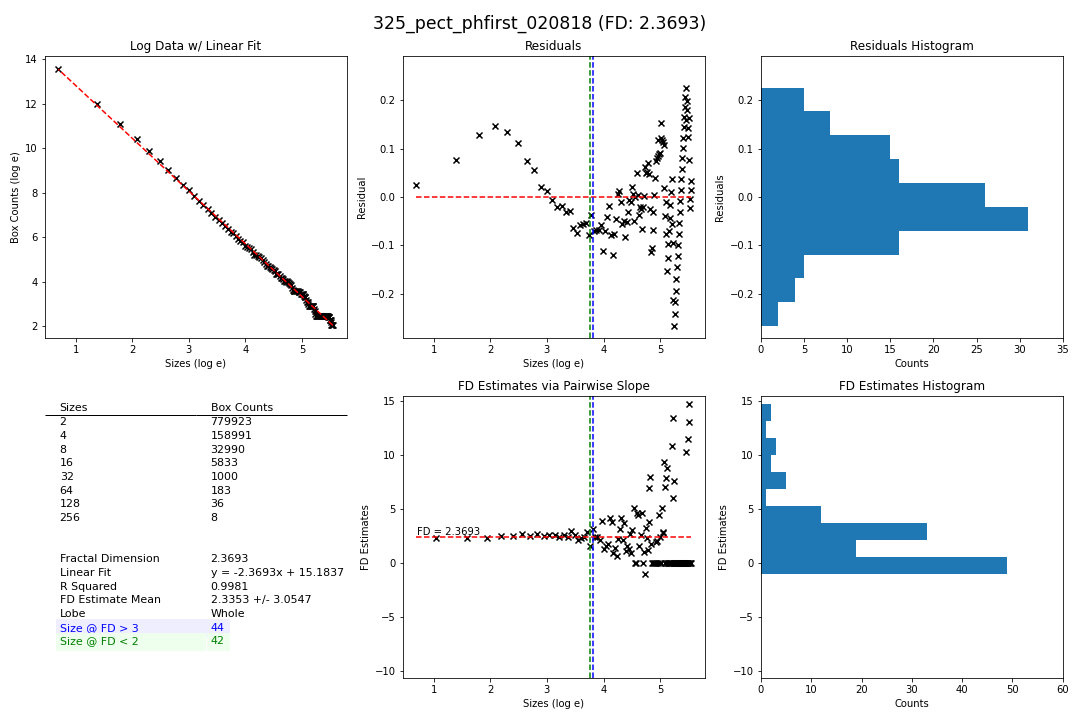 325_pect_phfirst_020818 (FD: 2.3693)
Log Data w/ Linear Fit
Box Counts (log e)
14
12
10
8
6
4
2
1 2 3 4 5
Sizes (log e)
Residuals
Residual
0.2
0.1
0.0
−0.1
−0.2
1 2 3 4 5
Sizes (log e)
Residuals Histogram
Residuals
0.2
0.1
0.0
−0.1
−0.2
0 5 10 15 20 25 30 35
Counts
Sizes Box Counts
2 779923
4 158991
8 32990
16 5833
32 1000
64 183
128 36
256 8
Fractal Dimension 2.3693
Linear Fit y = -2.3693x + 15.1837
R Squared 0.9981
FD Estimate Mean 2.3353 +/- 3.0547
Lobe Whole
Size @ FD > 3 44
Size @ FD < 2 42
FD Estimates via Pairwise Slope
FD Estimates
15
10
5
0
−5
−10
FD = 2.3693
1 2 3 4 5
Sizes (log e)
FD Estimates Histogram
FD Estimates
15
10
5
0
−5
−10
0 10 20 30 40 50 60
Counts